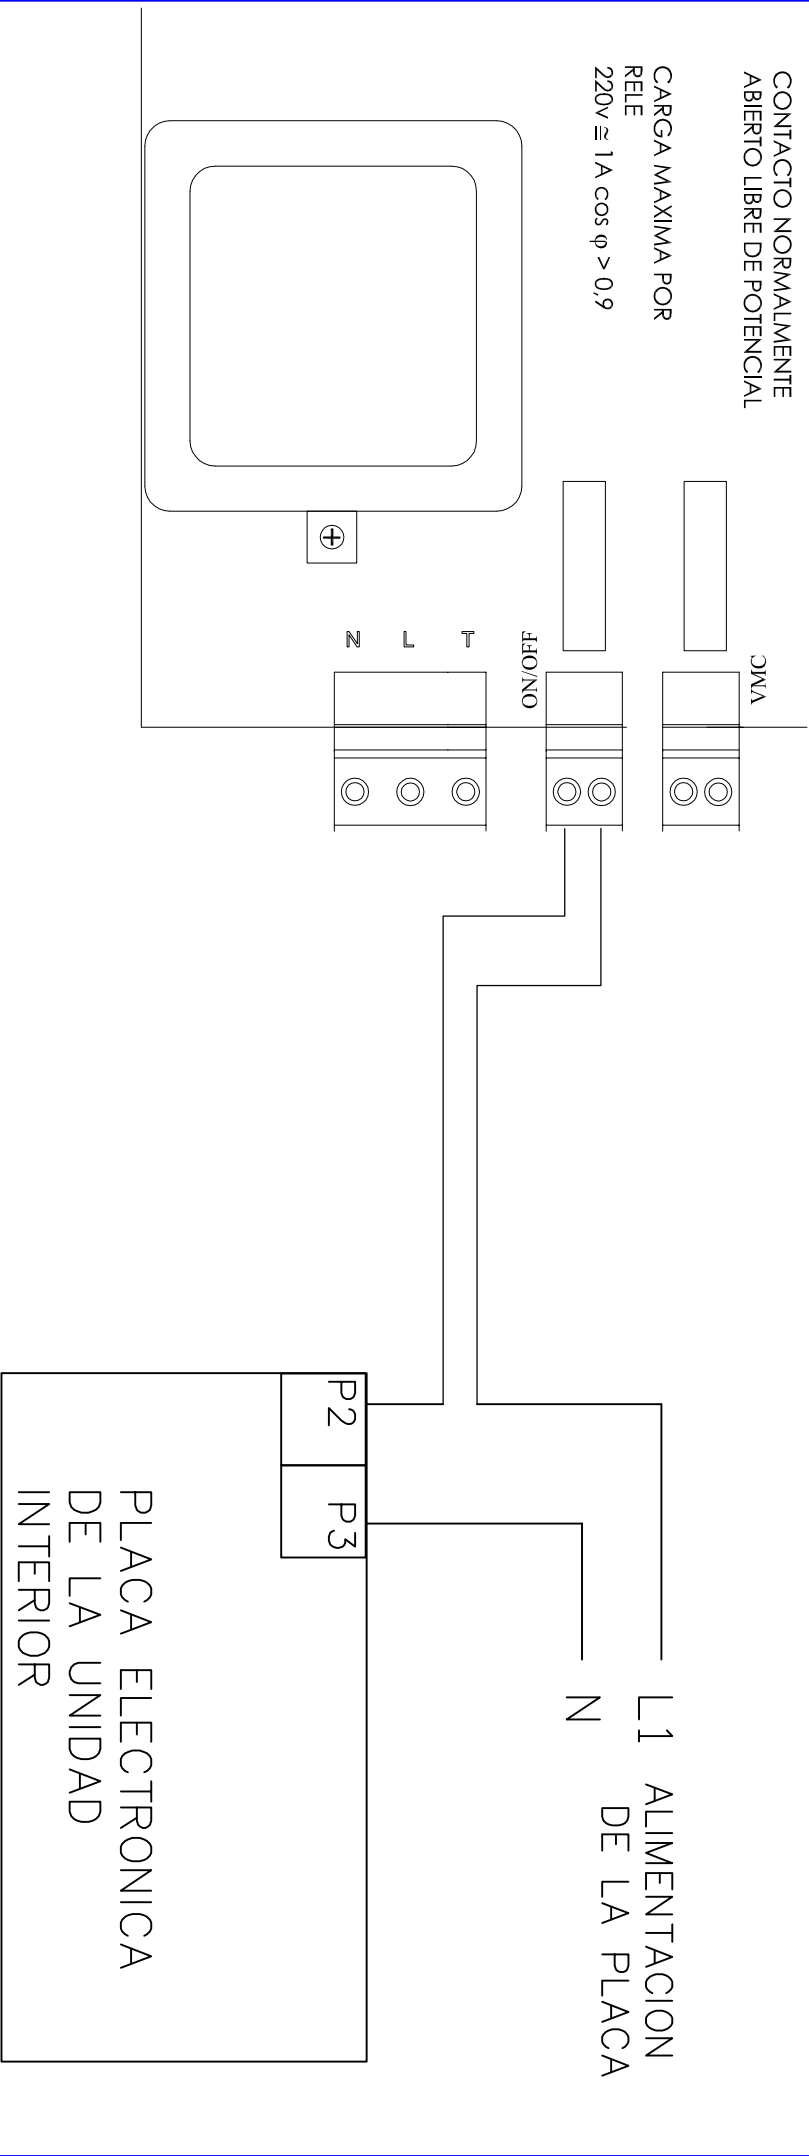 CONTACTO NORMALMENTE
ABIERTO LIBRE DE POTENCIAL
CARGA MAXIMA POR
RELE
220v ≅ 1A cos φ > 0,9
VMC
ON/OFF
T
L
N
L1 ALIMENTACION
DE LA PLACA
N
P2
P3
PLACA ELECTRONICA
DE LA UNIDAD
INTERIOR